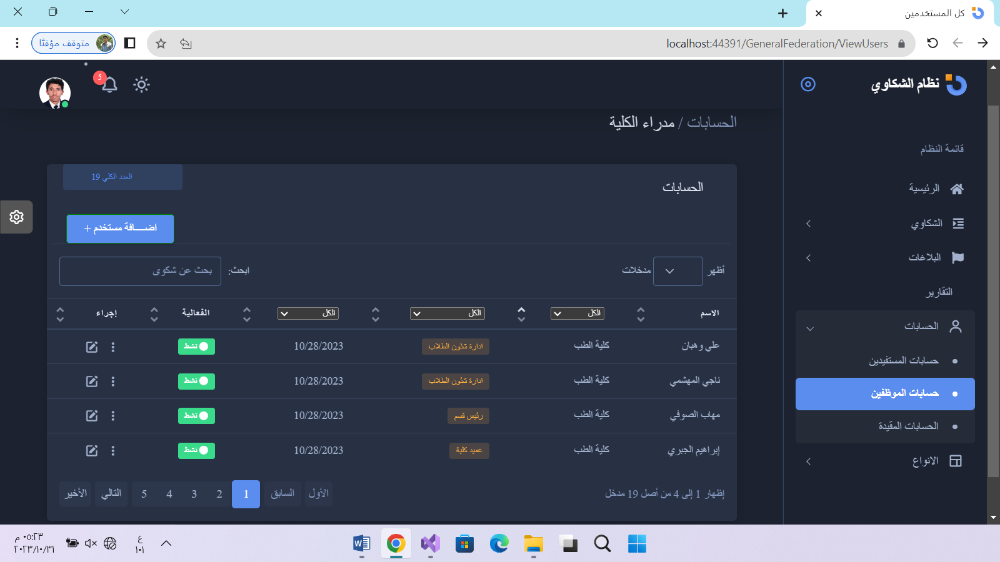 كل المستخدمين
localhost:44391/GeneralFederation/ViewUsers
متوقف مؤقتًا
نظام الشكاوي
5
قائمة النظام
الرئيسية
الشكاوي
البلاغات
التقارير
الحسابات
حسابات المستفيدين
حسابات الموظفين
الحسابات المقيدة
الانواع
الحسابات / مدراء الكلية
العدد الكلي 19
الحسابات
اضـــافة مستخدم +
أظهر مدخلات
ابحث: بحث عن شكوى
الاسم الكل الكل الكل الفعالية إجراء
علي وهبان كلية الطب ادارة شئون الطلاب 10/28/2023 نشط
ناجي المهشمي كلية الطب ادارة شئون الطلاب 10/28/2023 نشط
مهاب الصوفي كلية الطب رئيس قسم 10/28/2023 نشط
إبراهيم الجبري كلية الطب عميد كلية 10/28/2023 نشط
إظهار 1 إلى 4 من أصل 19 مدخل
الأول السابق 1 2 3 4 5 التالي الأخير
ع
١٠١
٠٥:٢٣ م
٢٠٢٣/١٠/٣١